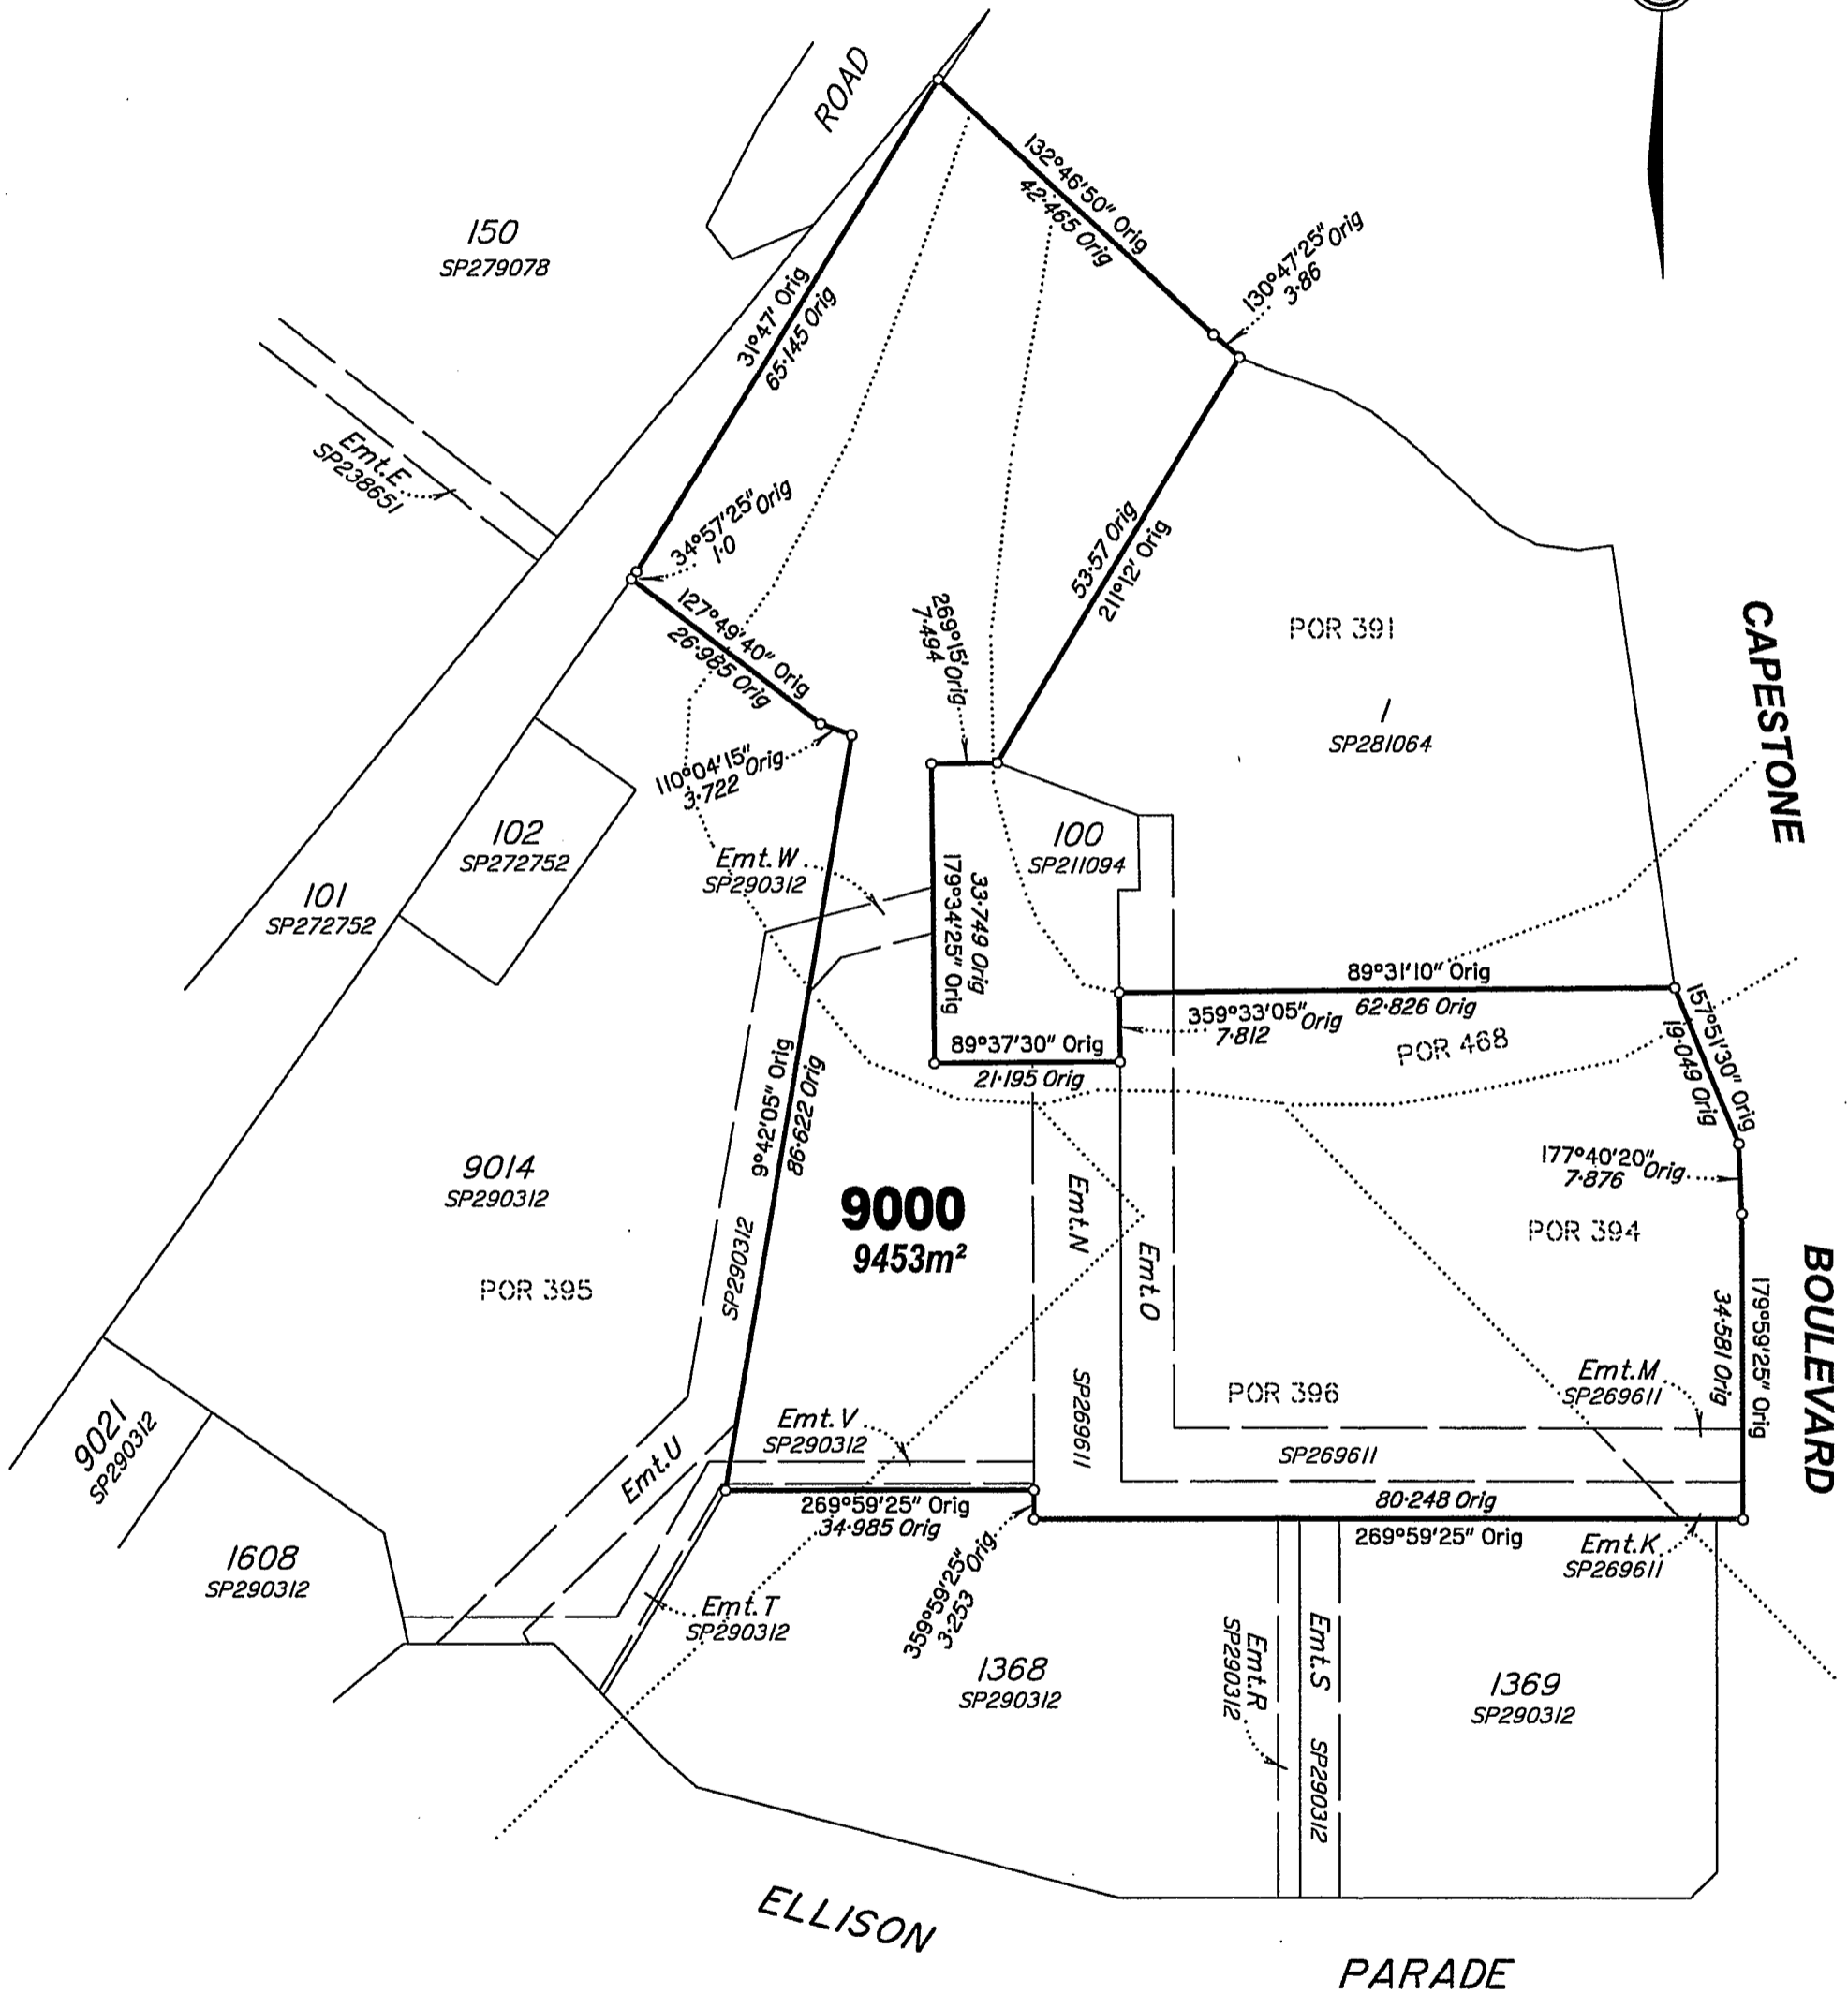 ROAD
150
SP279078
132°46'50" Orig
42·465 Orig
130°47'25" Orig
3·86
31°47' Orig
65·145 Orig
Emt.E
SP238651
34°57'25" Orig
1·0
127°49'40" Orig
26·985 Orig
53·57 Orig
211°12' Orig
269°15' Orig
7·494
POR 391
1
SP281064
CAPESTONE
110°04'15" Orig
3·722
102
SP272752
101
SP272752
Emt.W
SP290312
100
SP211094
33·749 Orig
179°34'25" Orig
89°31'10" Orig
62·826 Orig
359°33'05" Orig
7·812
POR 468
157°51'30" Orig
19·049 Orig
89°37'30" Orig
21·195 Orig
9°42'05" Orig
86·622 Orig
177°40'20" Orig
7·876
9014
SP290312
9000
9453m²
Emt.N
Emt.O
POR 394
POR 395
SP290312
179°59'25" Orig
34·581 Orig
BOULEVARD
Emt.M
SP269611
POR 396
SP269611
SP269611
9021
SP290312
Emt.U
Emt.V
SP290312
269°59'25" Orig
34·985 Orig
80·248 Orig
269°59'25" Orig
Emt.K
SP269611
1608
SP290312
Emt.T
SP290312
359°59'25" Orig
3·253
1368
SP290312
Emt.R
SP290312
Emt.S
SP290312
1369
SP290312
ELLISON
PARADE